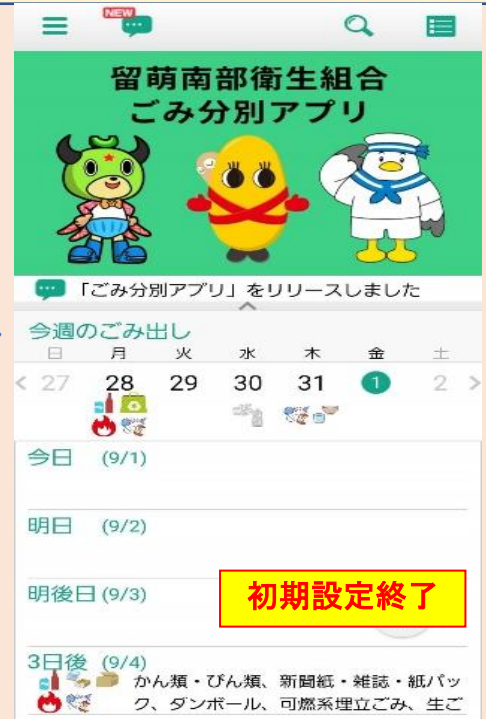 NEW
留萌南部衛生組合
ごみ分別アプリ
「ごみ分別アプリ」をリリースしました
今週のごみ出し
日 月 火 水 木 金 土
< 27 28 29 30 31 1 2 >
今日 (9/1)
明日 (9/2)
明後日 (9/3)
初期設定終了
3日後 (9/4)
かん類・びん類、新聞紙・雑誌・紙パッ
ク、ダンボール、可燃系埋立ごみ、生ご